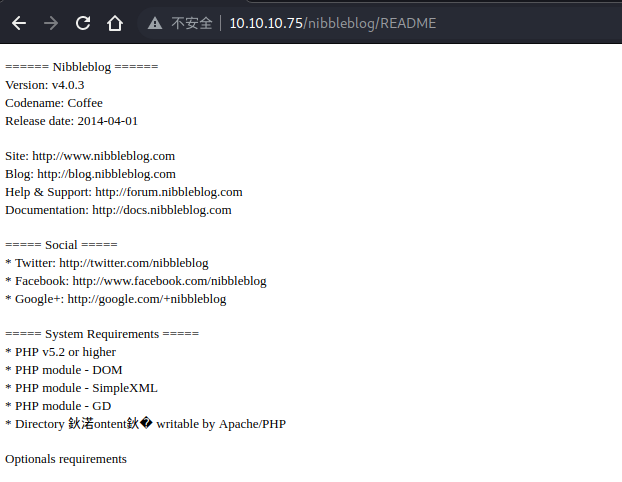 不安全 10.10.10.75/nibbleblog/README
====== Nibbleblog ======
Version: v4.0.3
Codename: Coffee
Release date: 2014-04-01
Site: http://www.nibbleblog.com
Blog: http://blog.nibbleblog.com
Help & Support: http://forum.nibbleblog.com
Documentation: http://docs.nibbleblog.com
===== Social =====
* Twitter: http://twitter.com/nibbleblog
* Facebook: http://www.facebook.com/nibbleblog
* Google+: http://google.com/+nibbleblog
===== System Requirements =====
* PHP v5.2 or higher
* PHP module - DOM
* PHP module - SimpleXML
* PHP module - GD
* Directory 鈥渃ontent鈥� writable by Apache/PHP
Optionals requirements